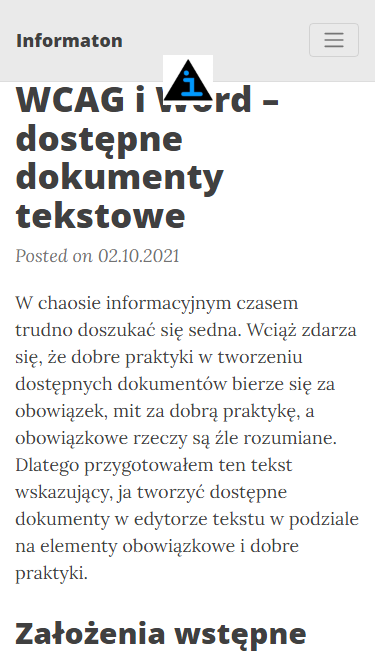 Informaton
WCAG i Word –
dostępne
dokumenty
tekstowe
Posted on 02.10.2021
W chaosie informacyjnym czasem
trudno doszukać się sedna. Wciąż zdarza
się, że dobre praktyki w tworzeniu
dostępnych dokumentów bierze się za
obowiązek, mit za dobrą praktykę, a
obowiązkowe rzeczy są źle rozumiane.
Dlatego przygotowałem ten tekst
wskazujący, ja tworzyć dostępne
dokumenty w edytorze tekstu w podziale
na elementy obowiązkowe i dobre
praktyki.
Założenia wstępne